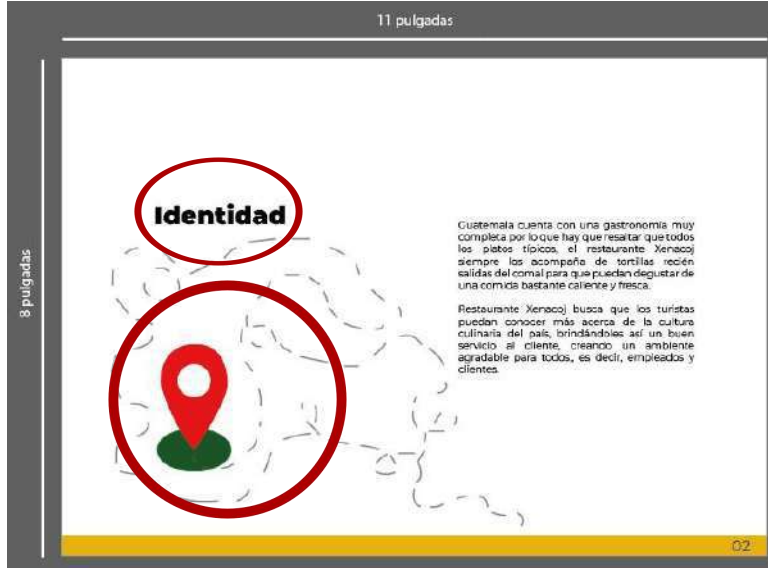 11 pulgadas
8 pulgadas
Identidad
Guatemala cuenta con una gastronomía muy
completa por lo que hay que resaltar que todos
los platos típicos, el restaurante Xenacoj
siempre los acompaña de tortillas recién
salidas del comal para que puedan degustar de
una comida bastante caliente y fresca.
Restaurante Xenacoj busca que los turistas
puedan conocer más acerca de la cultura
culinaria del país, brindándoles así un buen
servicio al cliente, creando un ambiente
agradable para todos, es decir, empleados y
clientes.
02